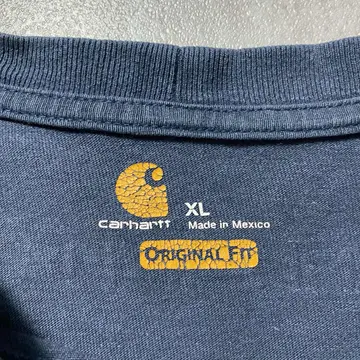 carhartt
XL
Made in Mexico
ORIGINAL FIT